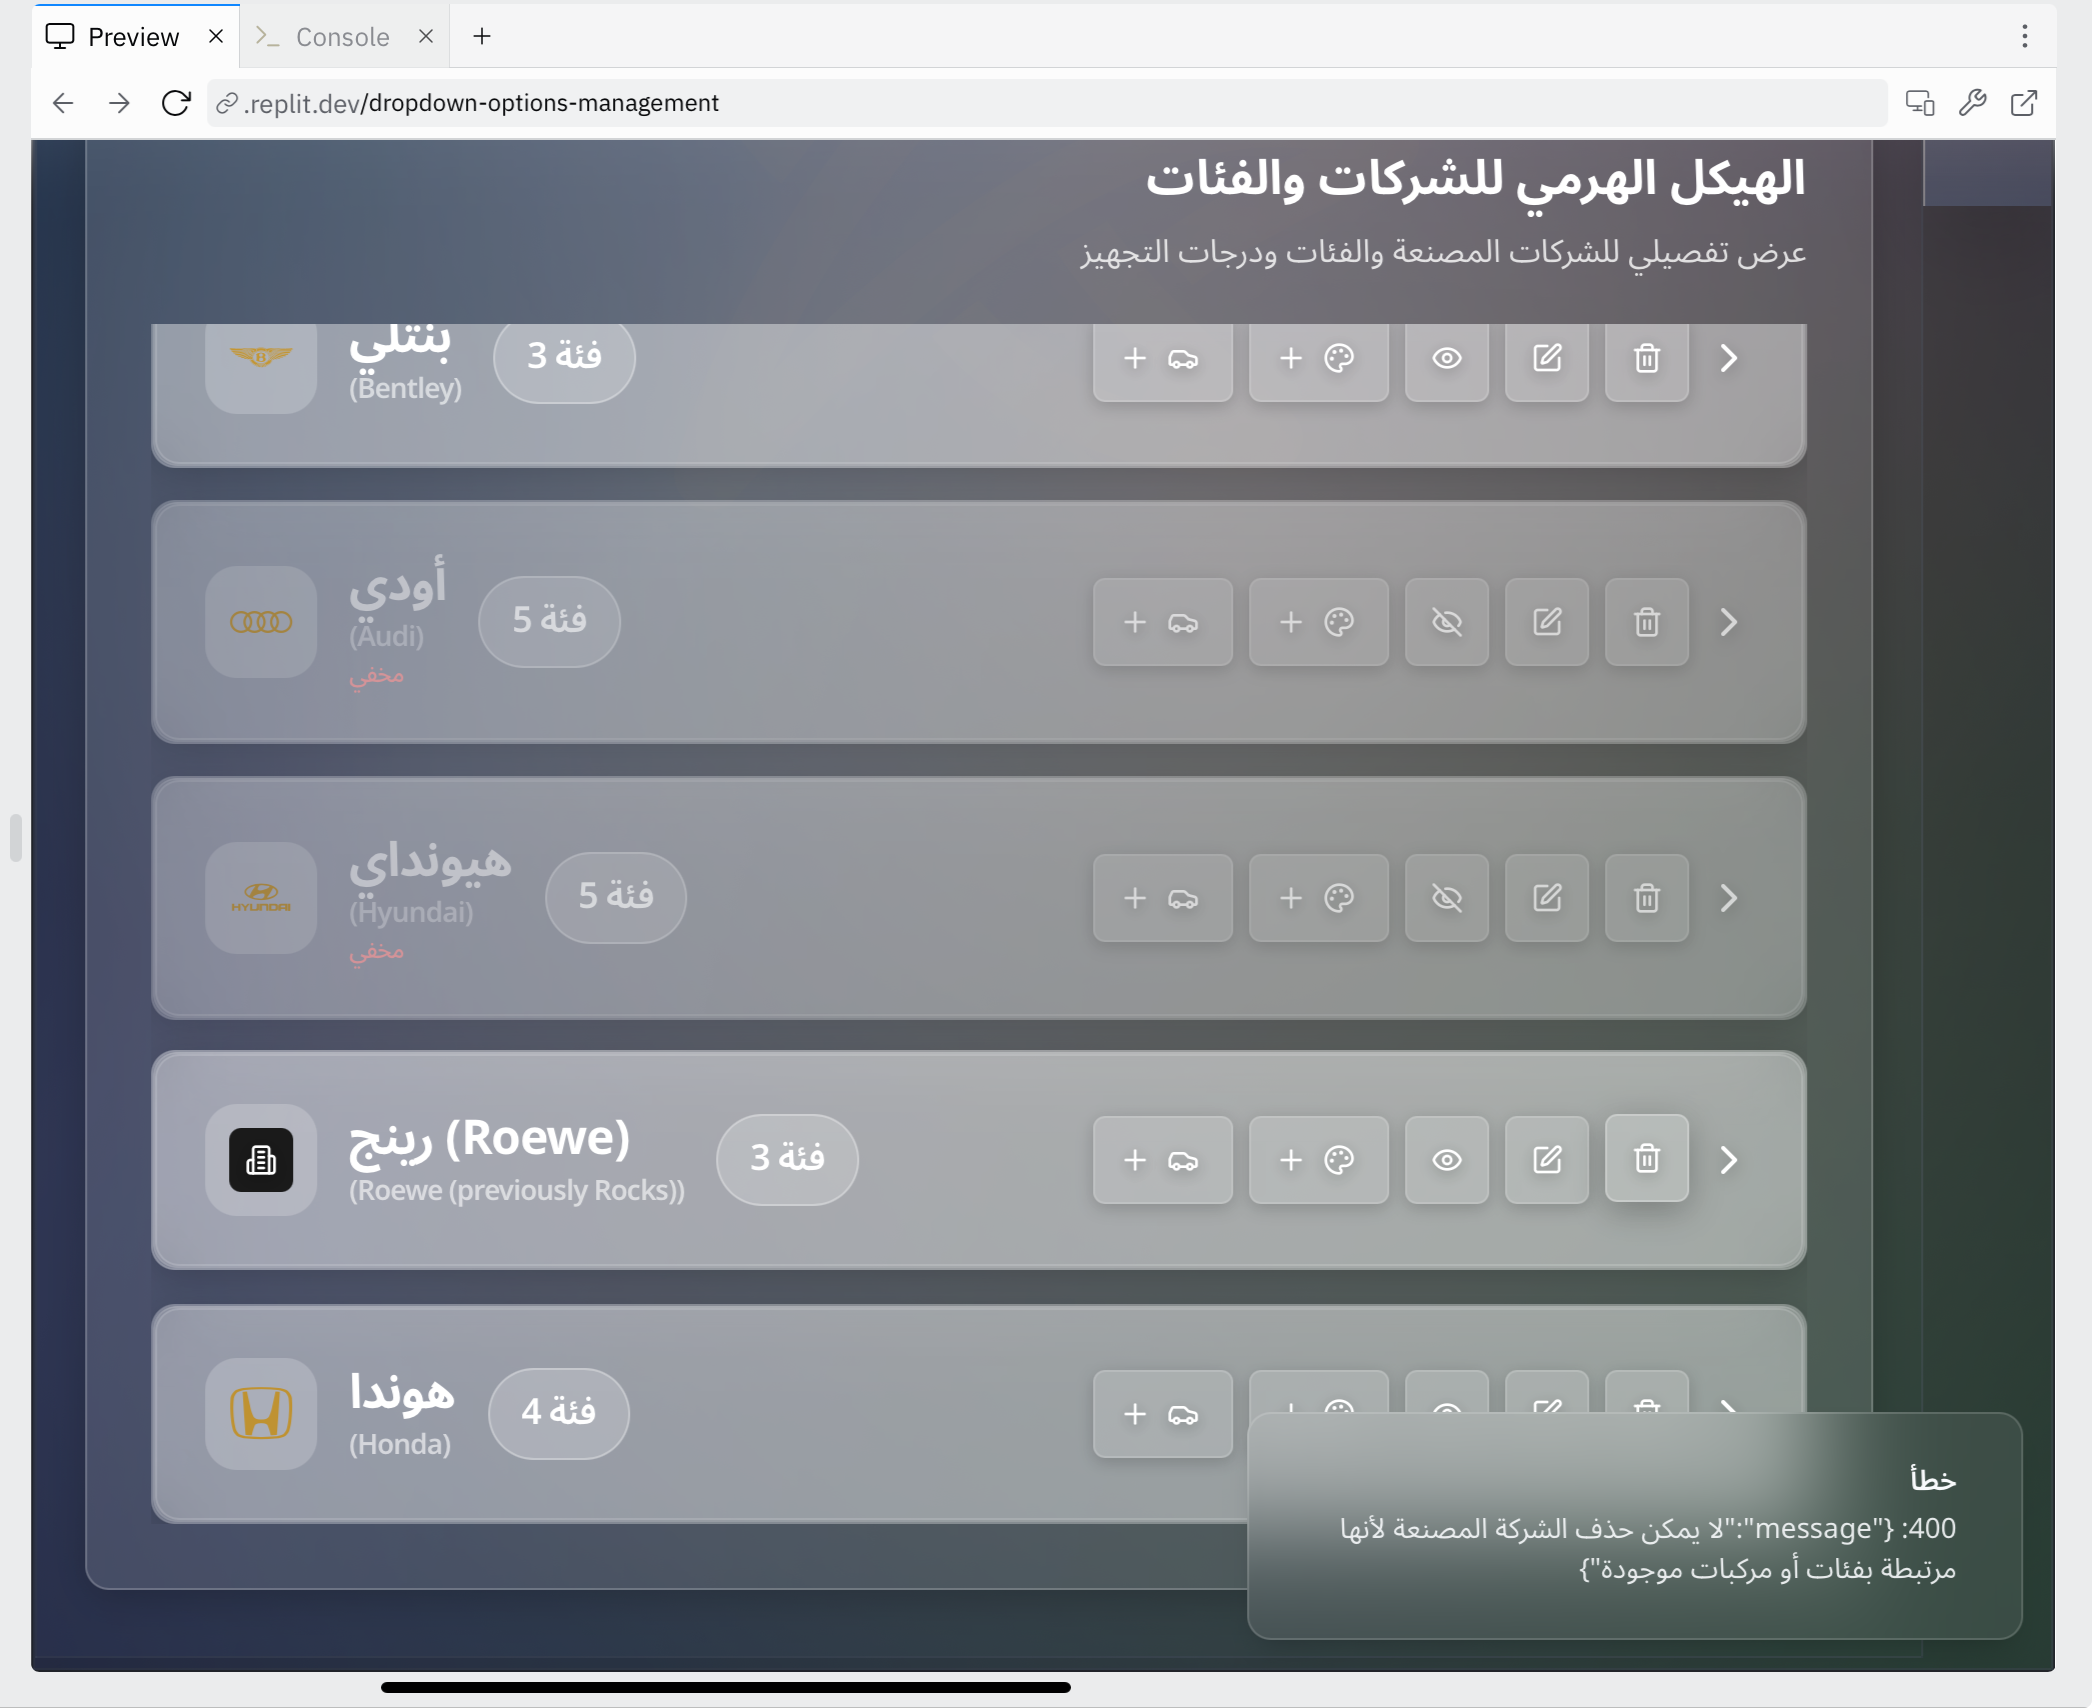 Preview
Console
.replit.dev/dropdown-options-management
الهيكل الهرمي للشركات والفئات
عرض تفصيلي للشركات المصنعة والفئات ودرجات التجهيز
بنتلي
(Bentley)
3 فئة
أودي
(Audi)
مخفي
5 فئة
HYUNDAI
هيونداي
(Hyundai)
مخفي
5 فئة
رينج (Roewe)
(Roewe (previously Rocks))
3 فئة
هوندا
(Honda)
4 فئة
خطأ
400: {"message":"لا يمكن حذف الشركة المصنعة لأنها
مرتبطة بفئات أو مركبات موجودة"}